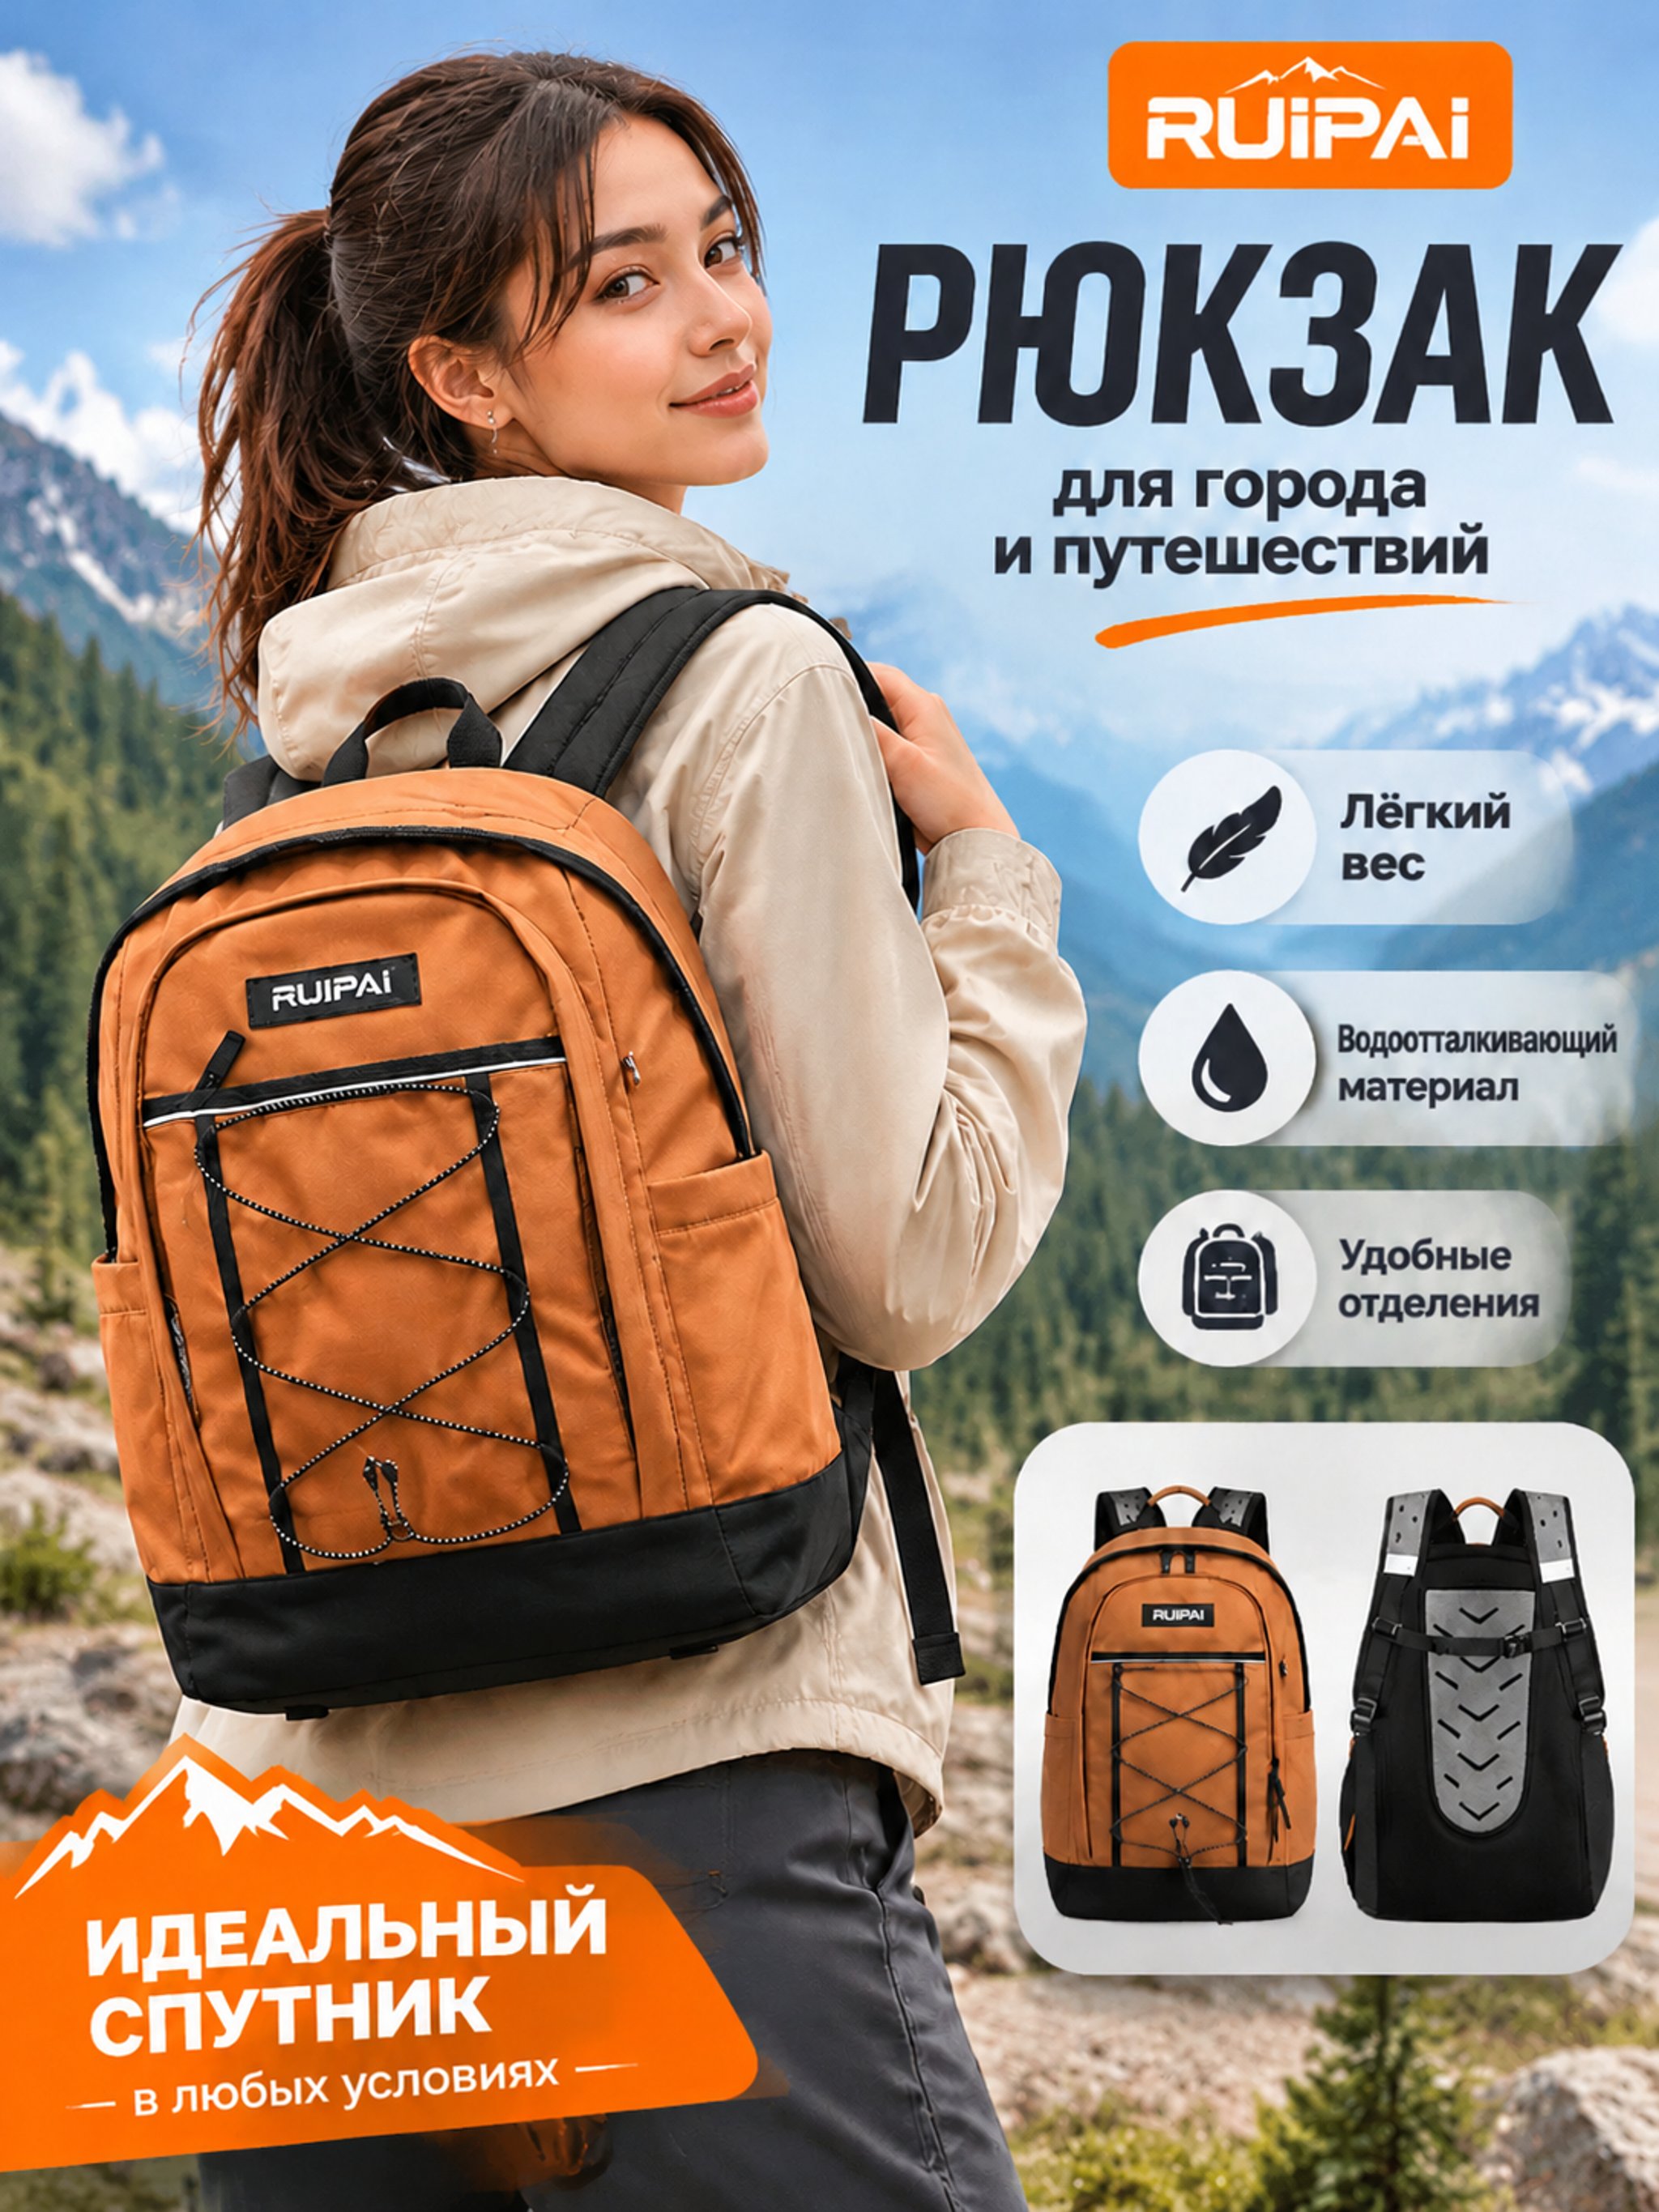 RUiPAi
РЮКЗАК
для города
и путешествий
Лёгкий
вес
Водоотталкивающий
материал
Удобные
отделения
RUIPAi
RUIPAI
ИДЕАЛЬНЫЙ
СПУТНИК
— в любых условиях —